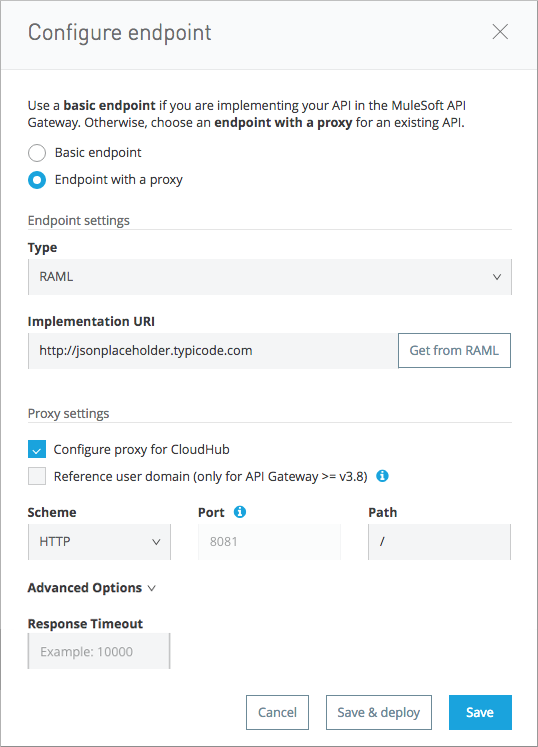 Configure endpoint
Use a basic endpoint if you are implementing your API in the MuleSoft API
Gateway. Otherwise, choose an endpoint with a proxy for an existing API.
Basic endpoint
Endpoint with a proxy
Endpoint settings
Type
RAML
Implementation URI
http://jsonplaceholder.typicode.com
Get from RAML
Proxy settings
Configure proxy for CloudHub
Reference user domain (only for API Gateway >= v3.8)
Scheme Port Path
HTTP 8081 /
Advanced Options
Response Timeout
Example: 10000
Cancel Save & deploy Save